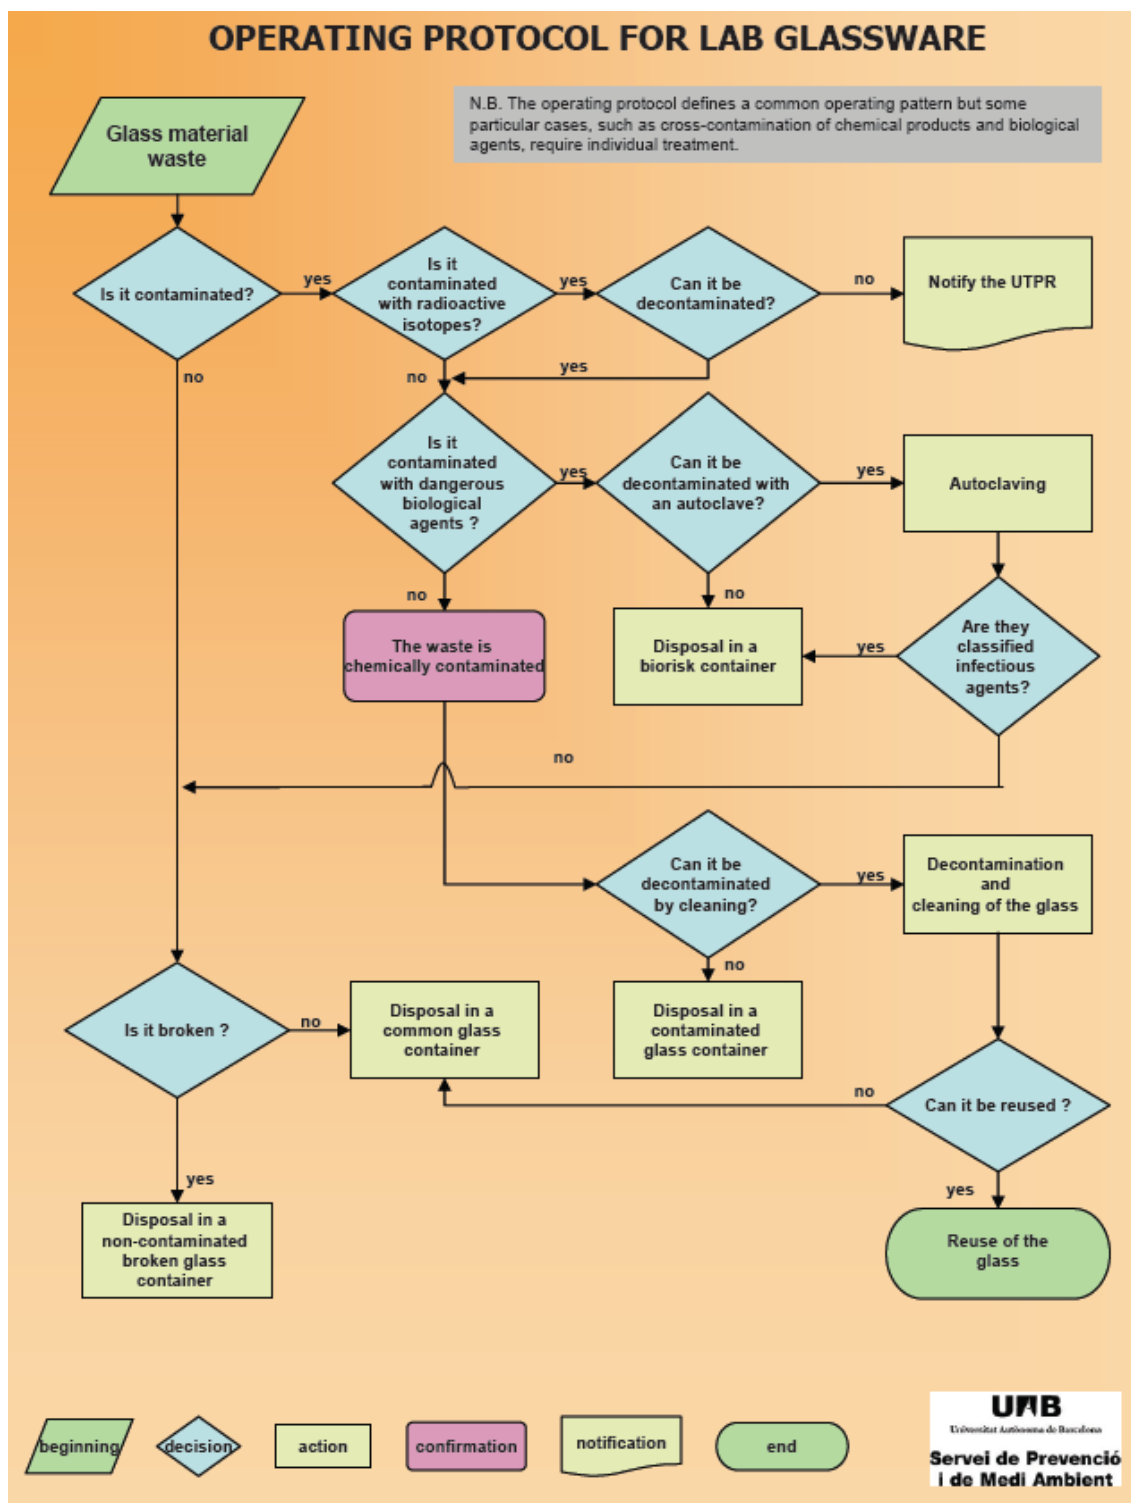 OPERATING PROTOCOL FOR LAB GLASSWARE
N.B. The operating protocol defines a common operating pattern but some
particular cases, such as cross-contamination of chemical products and biological
agents, require individual treatment.
Glass material
waste
Is it contaminated?
yes
Is it
contaminated
with radioactive
isotopes?
yes
Can it be
decontaminated?
no
Notify the UTPR
no
no
yes
Is it
contaminated
with dangerous
biological
agents ?
yes
Can it be
decontaminated with
an autoclave?
yes
Autoclaving
no
no
The waste is
chemically contaminated
Disposal in a
biorisk container
yes
Are they
classified
infectious
agents?
no
Can it be
decontaminated
by cleaning?
yes
Decontamination
and
cleaning of the glass
no
Is it broken ?
no
Disposal in a
common glass
container
Disposal in a
contaminated
glass container
no
Can it be reused ?
yes
yes
Disposal in a
non-contaminated
broken glass
container
Reuse of the
glass
beginning
decision
action
confirmation
notification
end
UAB
Universitat Autònoma de Barcelona
Servei de Prevenció
i de Medi Ambient